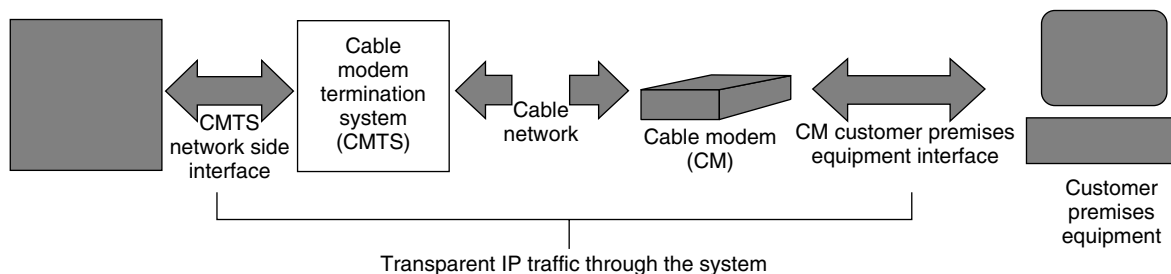 CMTS
network side
interface
Cable
modem
termination
system
(CMTS)
Cable
network
Cable modem
(CM)
CM customer premises
equipment interface
Customer
premises
equipment
Transparent IP traffic through the system